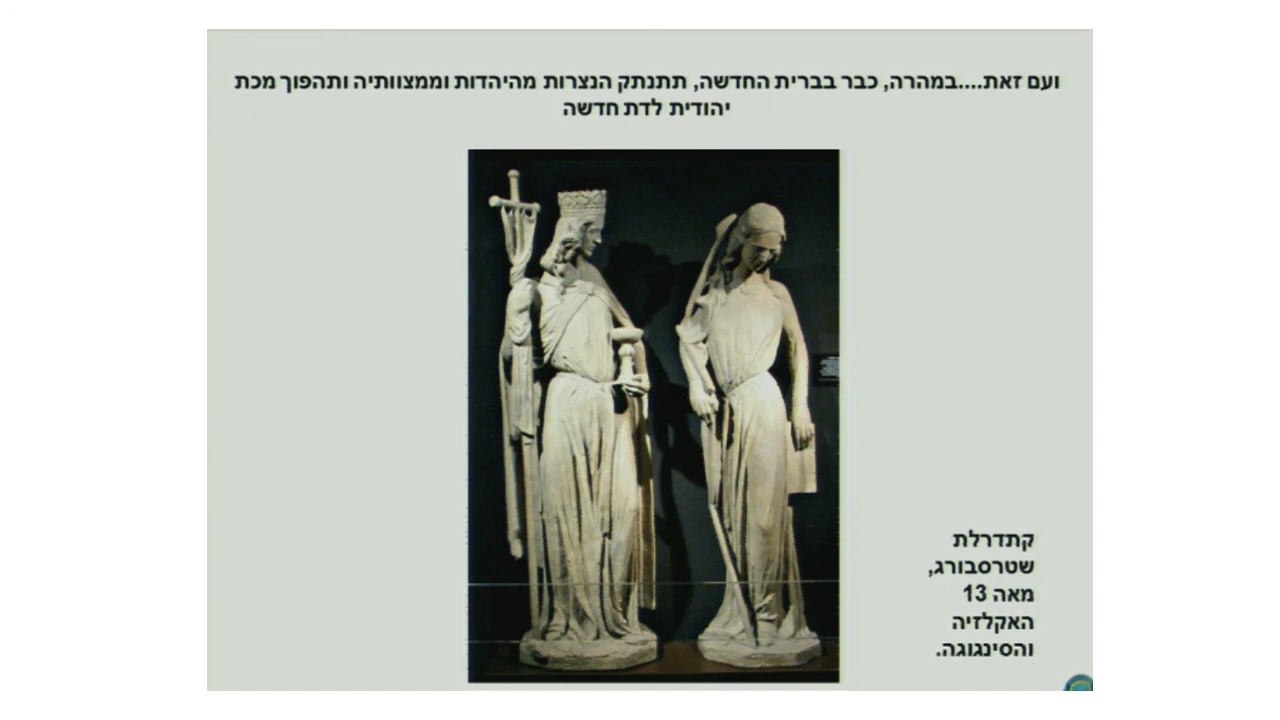 ועם זאת....במהרה, כבר בברית החדשה, תתנתק הנצרות מהיהדות וממצוותיה ותהפוך מכת
יהודית לדת חדשה
קתדרלת
שטרסבורג,
מאה 13
האקלזיה
והסינגוגה.